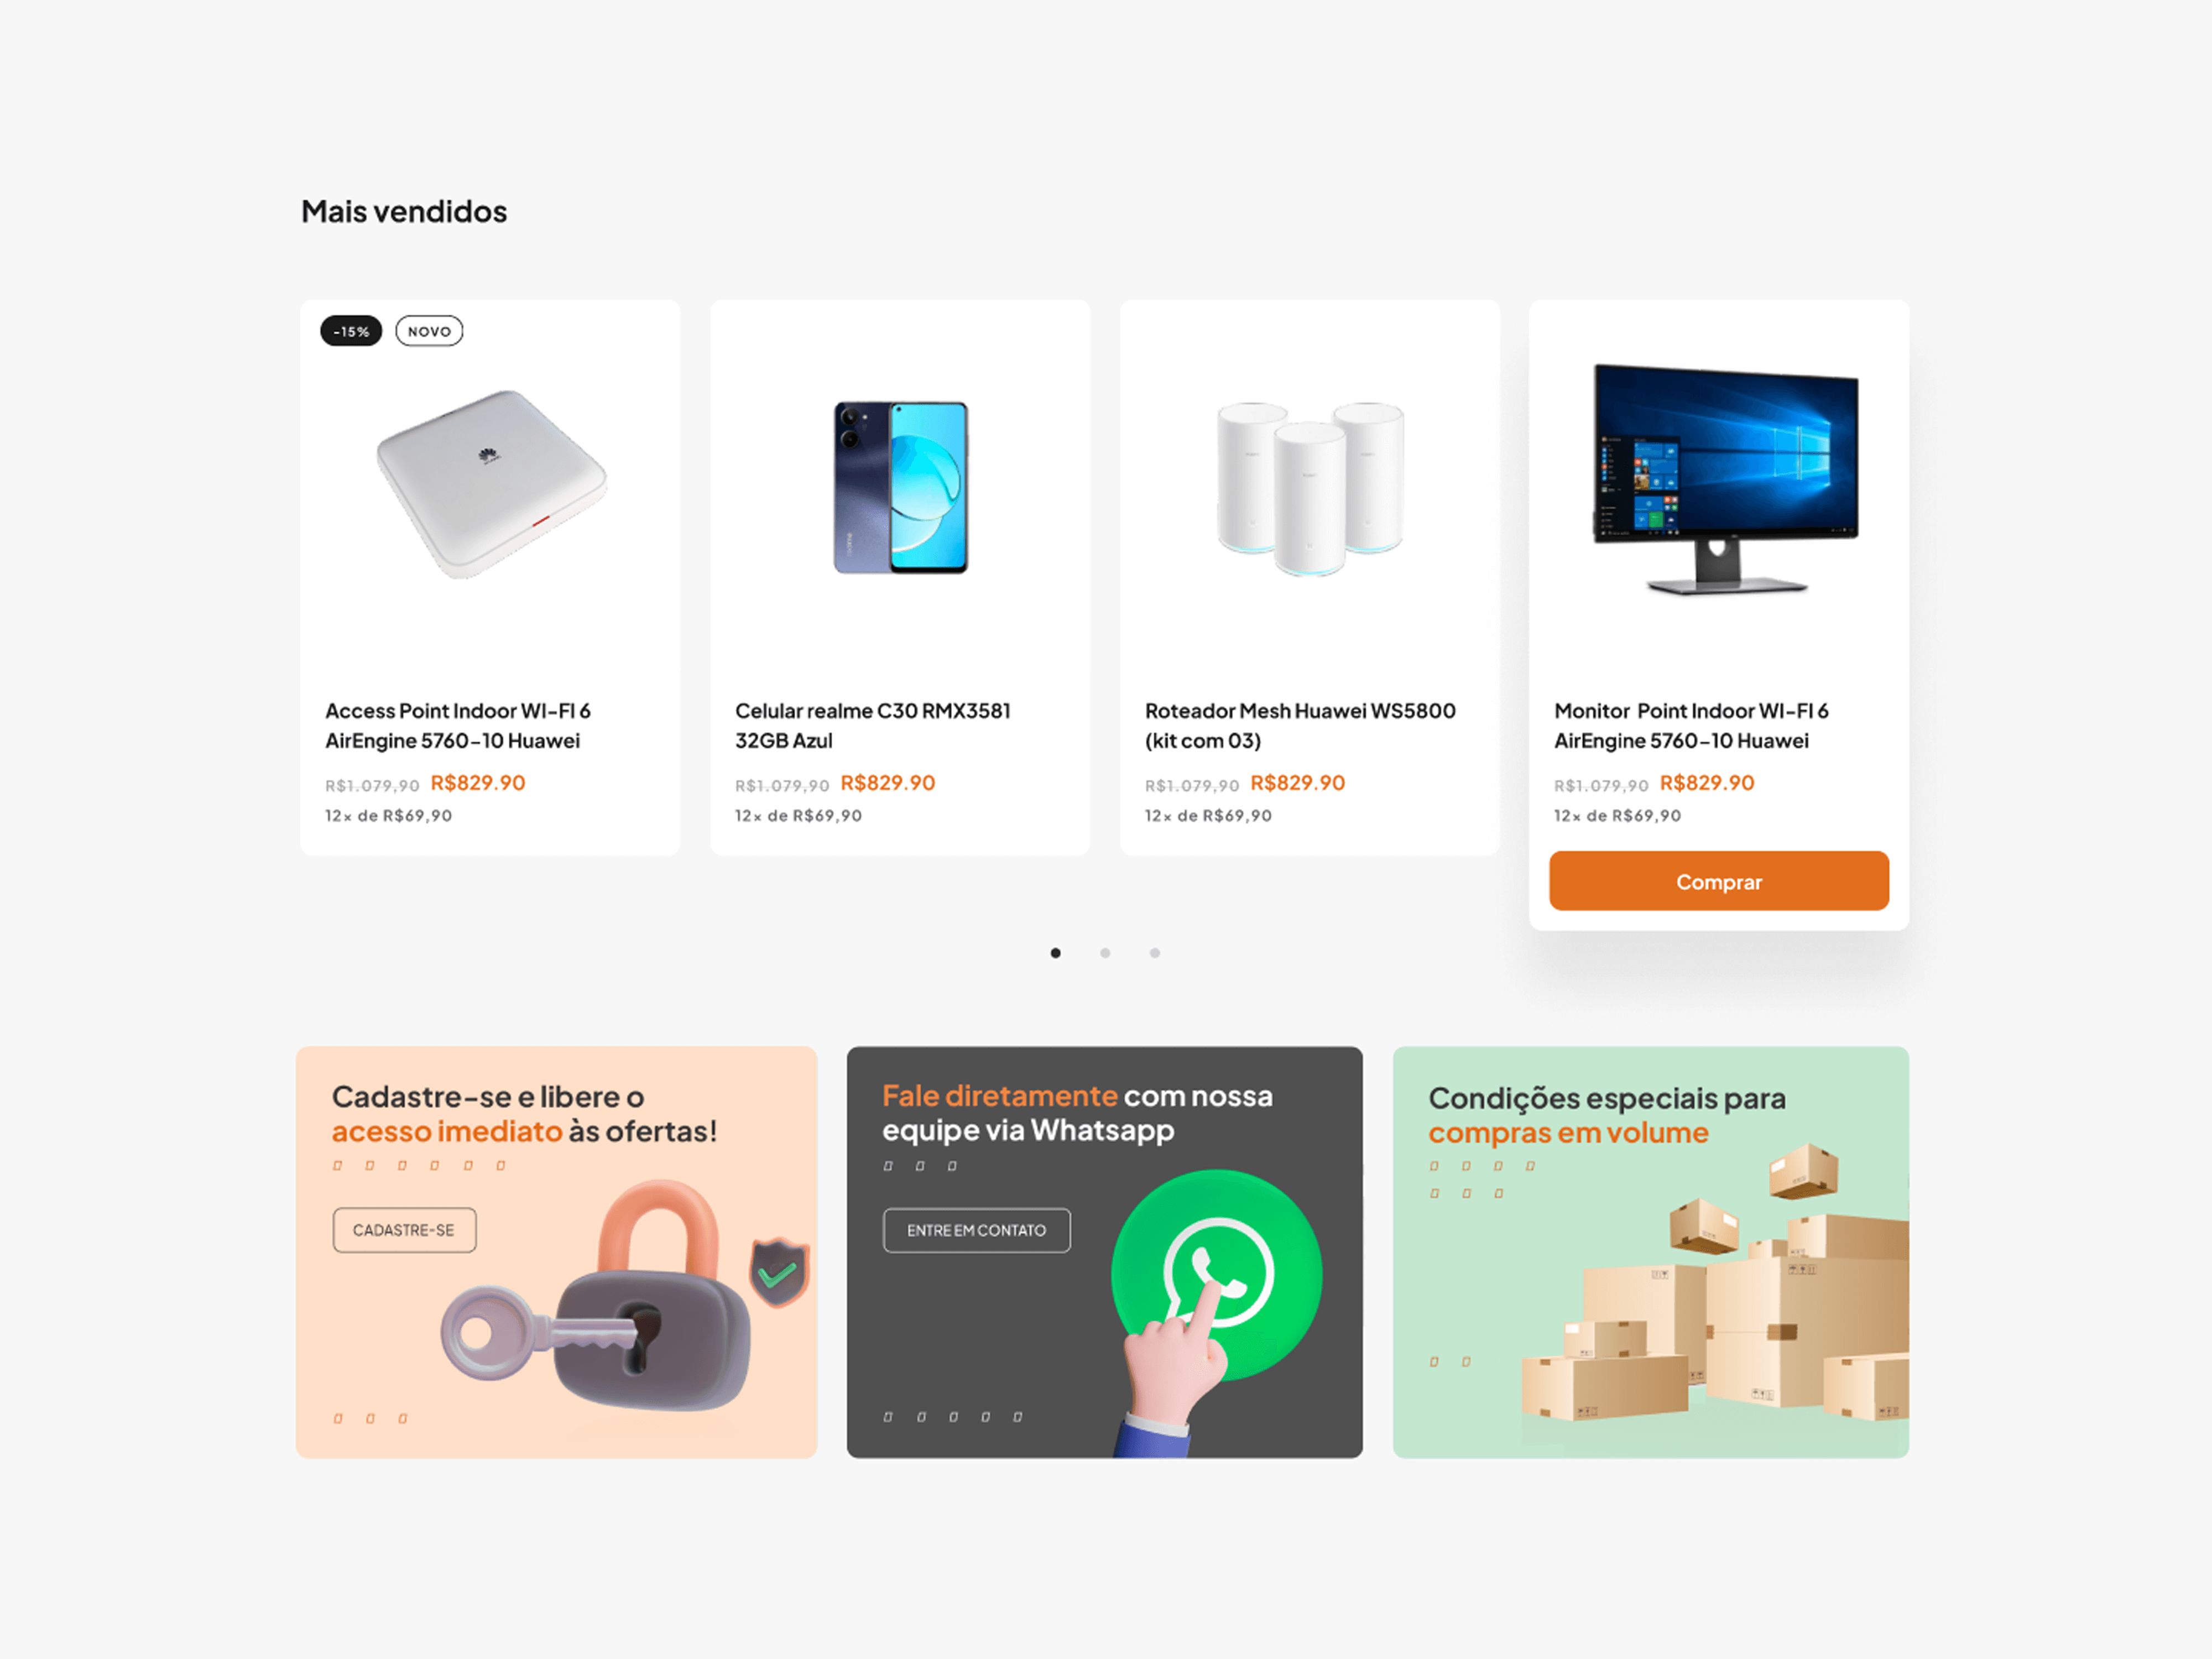 Mais vendidos
-15%
NOVO
Access Point Indoor WI-FI 6
AirEngine 5760-10 Huawei
R$1.079,90 R$829.90
12x de R$69,90
Celular realme C30 RMX3581
32GB Azul
R$1.079,90 R$829.90
12x de R$69,90
Roteador Mesh Huawei WS5800
(kit com 03)
R$1.079,90 R$829.90
12x de R$69,90
Monitor Point Indoor WI-FI 6
AirEngine 5760-10 Huawei
R$1.079,90 R$829.90
12x de R$69,90
Comprar
Cadastre-se e libere o
acesso imediato às ofertas!
CADASTRE-SE
Fale diretamente com nossa
equipe via Whatsapp
ENTRE EM CONTATO
Condições especiais para
compras em volume